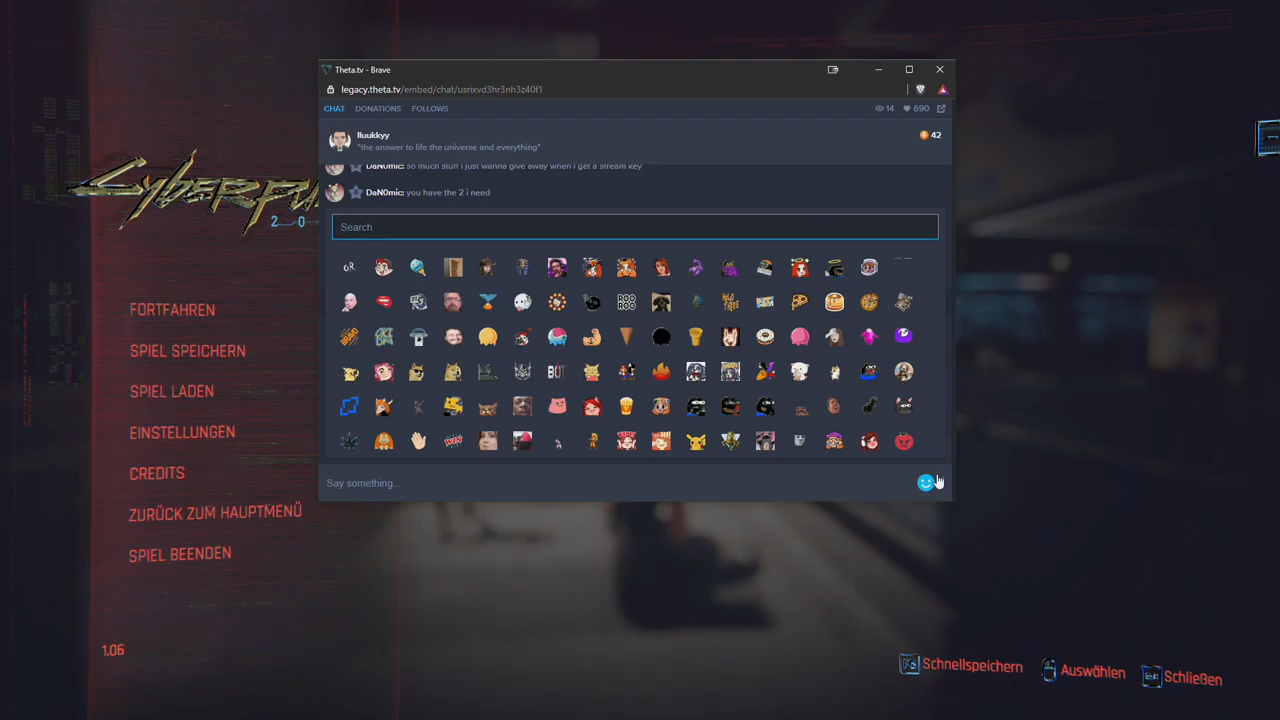 Theta.tv - Brave
legacy.theta.tv/embed/chat/usrixvd3hr3nh3z40f1
CHAT DONATIONS FOLLOWS 14 690
lluukkyy 42
"the answer to life the universe and everything"
DaN0mic: so much stuff i just wanna give away when i get a stream key
DaN0mic: you have the 2 i need
Search
BOT
Say something...
FORTFAHREN
SPIEL SPEICHERN
SPIEL LADEN
EINSTELLUNGEN
CREDITS
ZURÜCK ZUM HAUPTMENÜ
SPIEL BEENDEN
1.06
F5 Schnellspeichern Auswählen Schließen